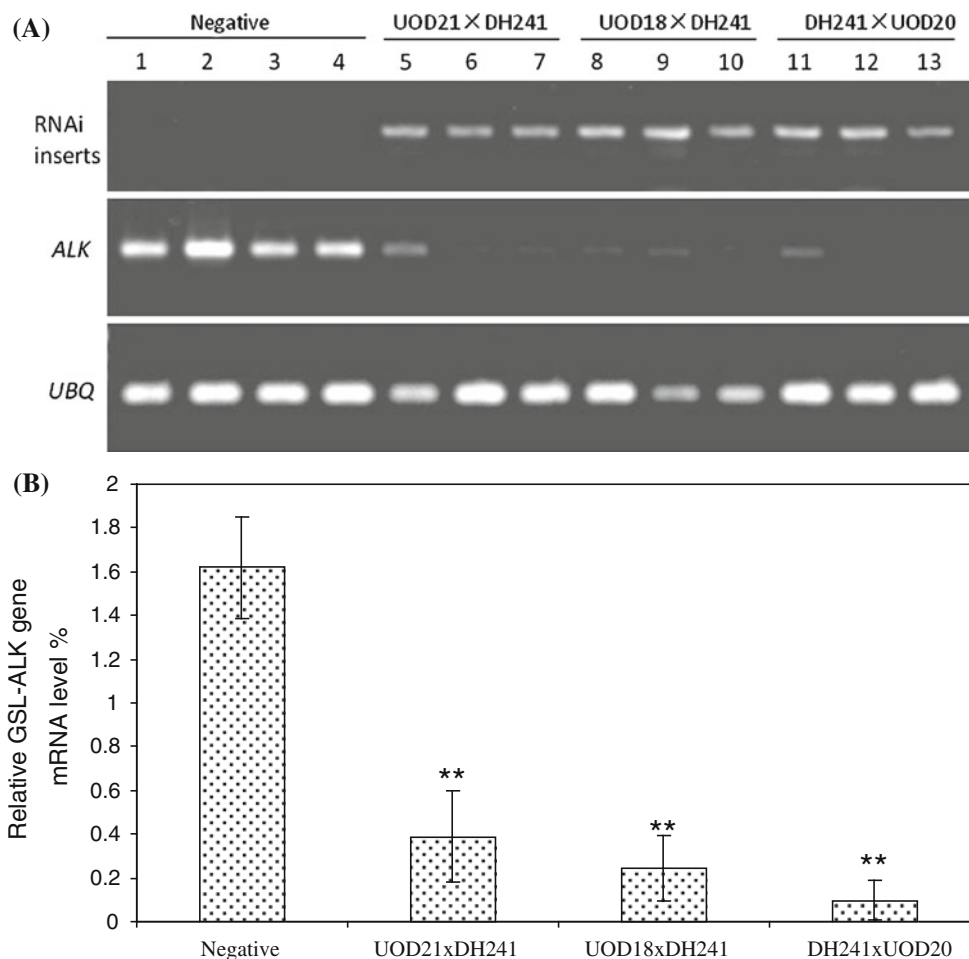 (A)
Negative UOD21×DH241 UOD18×DH241 DH241×UOD20
1 2 3 4 5 6 7 8 9 10 11 12 13
RNAi
inserts
ALK
UBQ
(B)
2
1.8
1.6
1.4
1.2
1
0.8
0.6
0.4
0.2
0
Relative GSL-ALK gene
mRNA level %
**
**
**
Negative UOD21xDH241 UOD18xDH241 DH241xUOD20